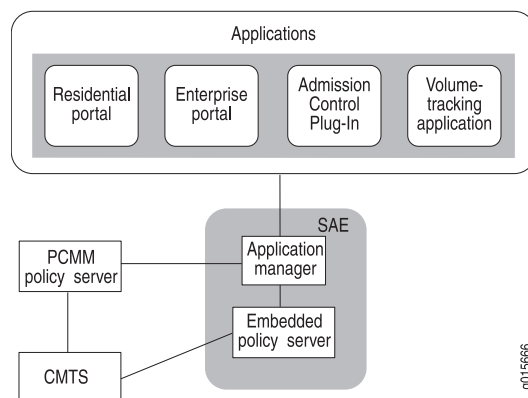 Applications
Residential
portal
Enterprise
portal
Admission
Control
Plug-In
Volume-
tracking
application
SAE
PCMM
policy server
Application
manager
Embedded
policy server
CMTS
g015666